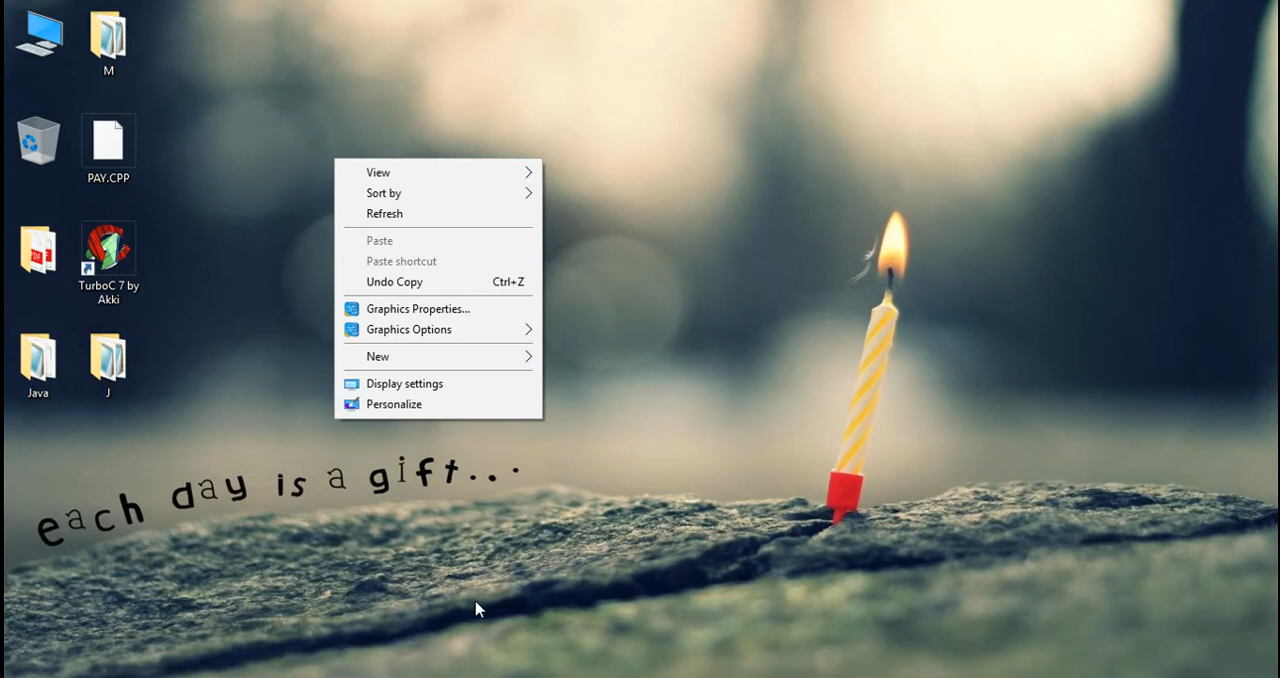 M
PAY.CPP
PDF
TurboC 7 by
Akki
Java
J
View
Sort by
Refresh
Paste
Paste shortcut
Undo Copy Ctrl+Z
Graphics Properties...
Graphics Options
New
Display settings
Personalize
each day is a gift...